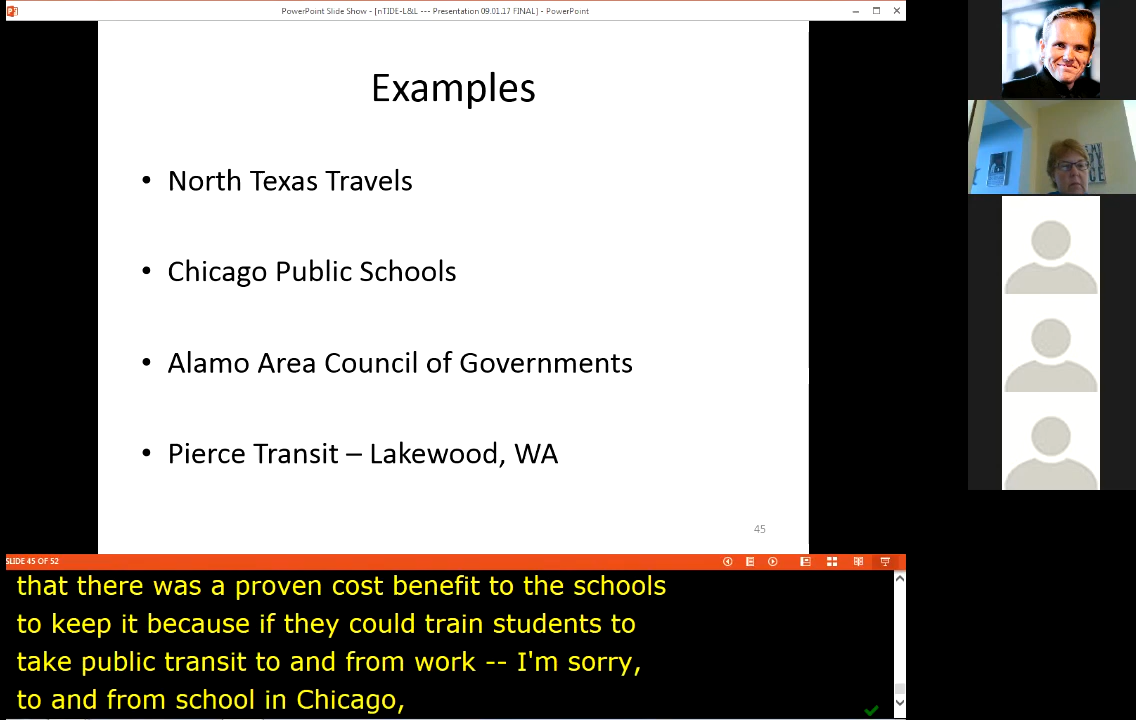 PowerPoint Slide Show - [nTIDE-L&L --- Presentation 09.01.17 FINAL] - PowerPoint
Examples
• North Texas Travels
• Chicago Public Schools
• Alamo Area Council of Governments
• Pierce Transit – Lakewood, WA
45
SLIDE 45 OF 52
that there was a proven cost benefit to the schools
to keep it because if they could train students to
take public transit to and from work -- I'm sorry,
to and from school in Chicago,